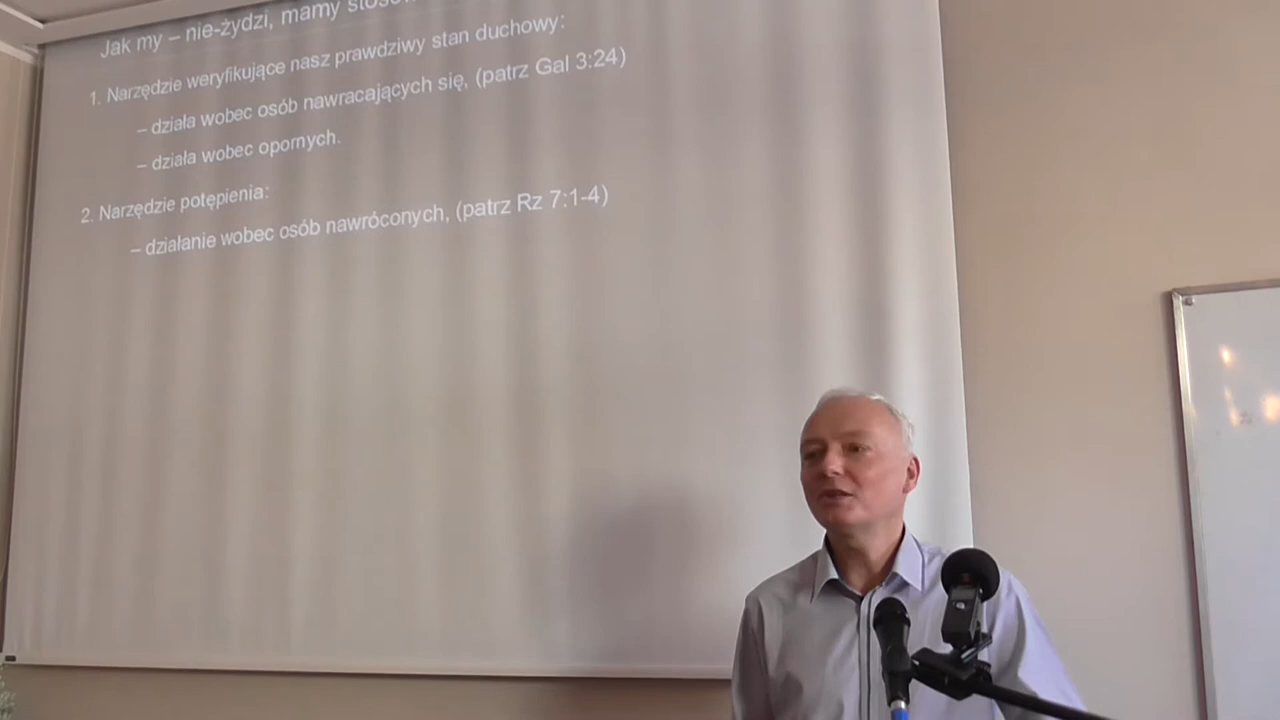 Jak my – nie-żydzi, mamy
1. Narzędzie weryfikujące nasz prawdziwy stan duchowy:
– działa wobec osób nawracających się, (patrz Gal 3:24)
– działa wobec opornych.
2. Narzędzie potępienia:
– działanie wobec osób nawróconych, (patrz Rz 7:1-4)